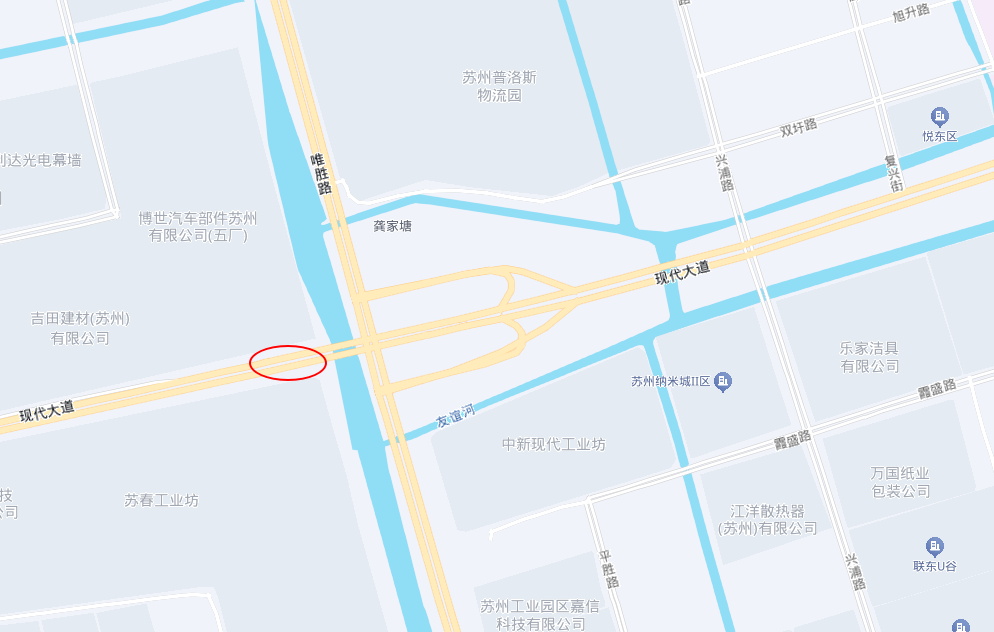 旭升路
苏州普洛斯
物流园
双圩路
悦东区
利达光电幕墙
唯胜路
兴浦路
复兴街
博世汽车部件苏州
有限公司(五厂)
龚家塘
现代大道
吉田建材(苏州)
有限公司
乐家洁具
有限公司
苏州纳米城II区
霞盛路
现代大道
友谊河
中新现代工业坊
霞盛路
万国纸业
包装公司
技
公司
苏春工业坊
江洋散热器
(苏州)有限公司
联东U谷
平胜路
兴浦路
苏州工业园区嘉信
科技有限公司